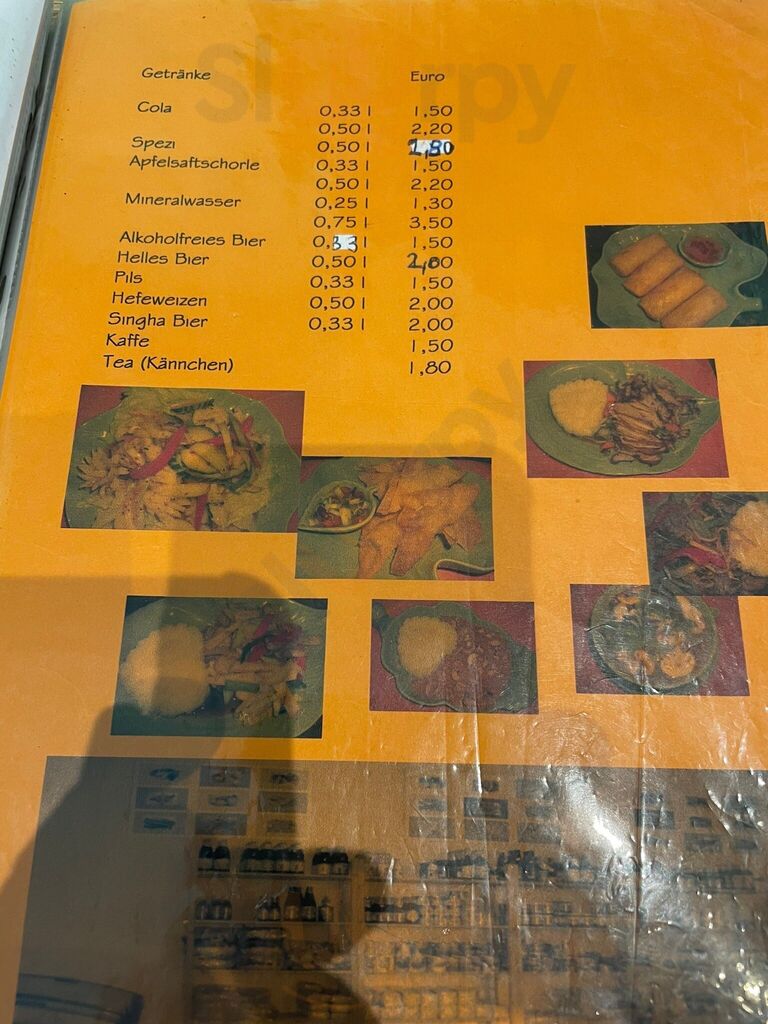 Getränke Euro
Cola 0,33 l 1,50
0,50 l 2,20
Spezi 0,50 l
Apfelsaftschorle 0,33 l 1,50
0,50 l 2,20
Mineralwasser 0,25 l 1,30
0,75 l 3,50
Alkoholfreies Bier 0,33 l 1,50
Helles Bier 0,50 l 2,00
Pils 0,33 l 1,50
Hefeweizen 0,50 l 2,00
Singha Bier 0,33 l 2,00
Kaffe 1,50
Tea (Kännchen) 1,80